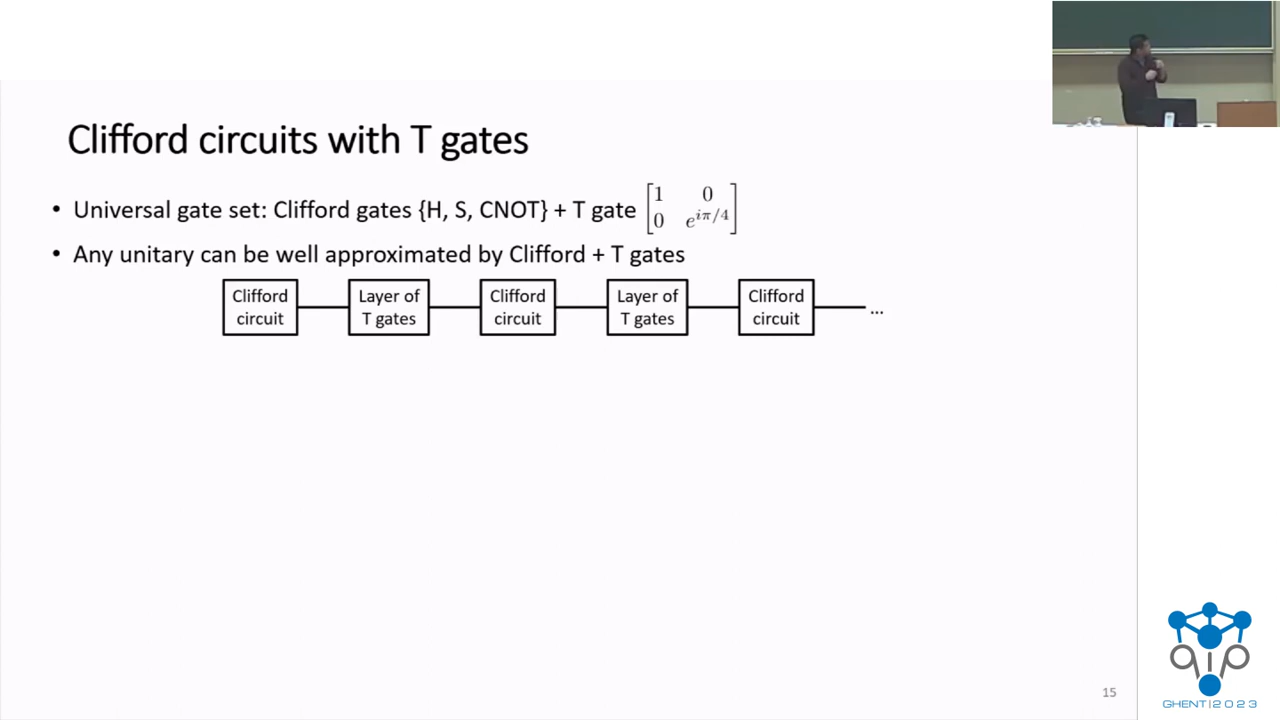 Clifford circuits with T gates
• Universal gate set: Clifford gates {H, S, CNOT} + T gate [1 0; 0 e^{iπ/4}]
• Any unitary can be well approximated by Clifford + T gates
Clifford circuit
Layer of T gates
Clifford circuit
Layer of T gates
Clifford circuit
...
15
qip
GHENT|2023